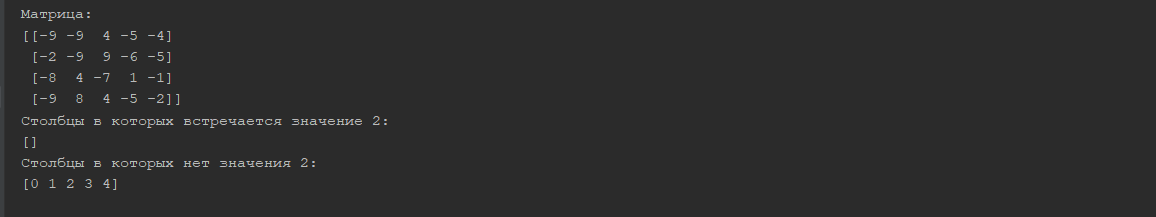 Матрица:
[[-9 -9  4 -5 -4]
 [-2 -9  9 -6 -5]
 [-8  4 -7  1 -1]
 [-9  8  4 -5 -2]]
Столбцы в которых встречается значение 2:
[]
Столбцы в которых нет значения 2:
[0 1 2 3 4]